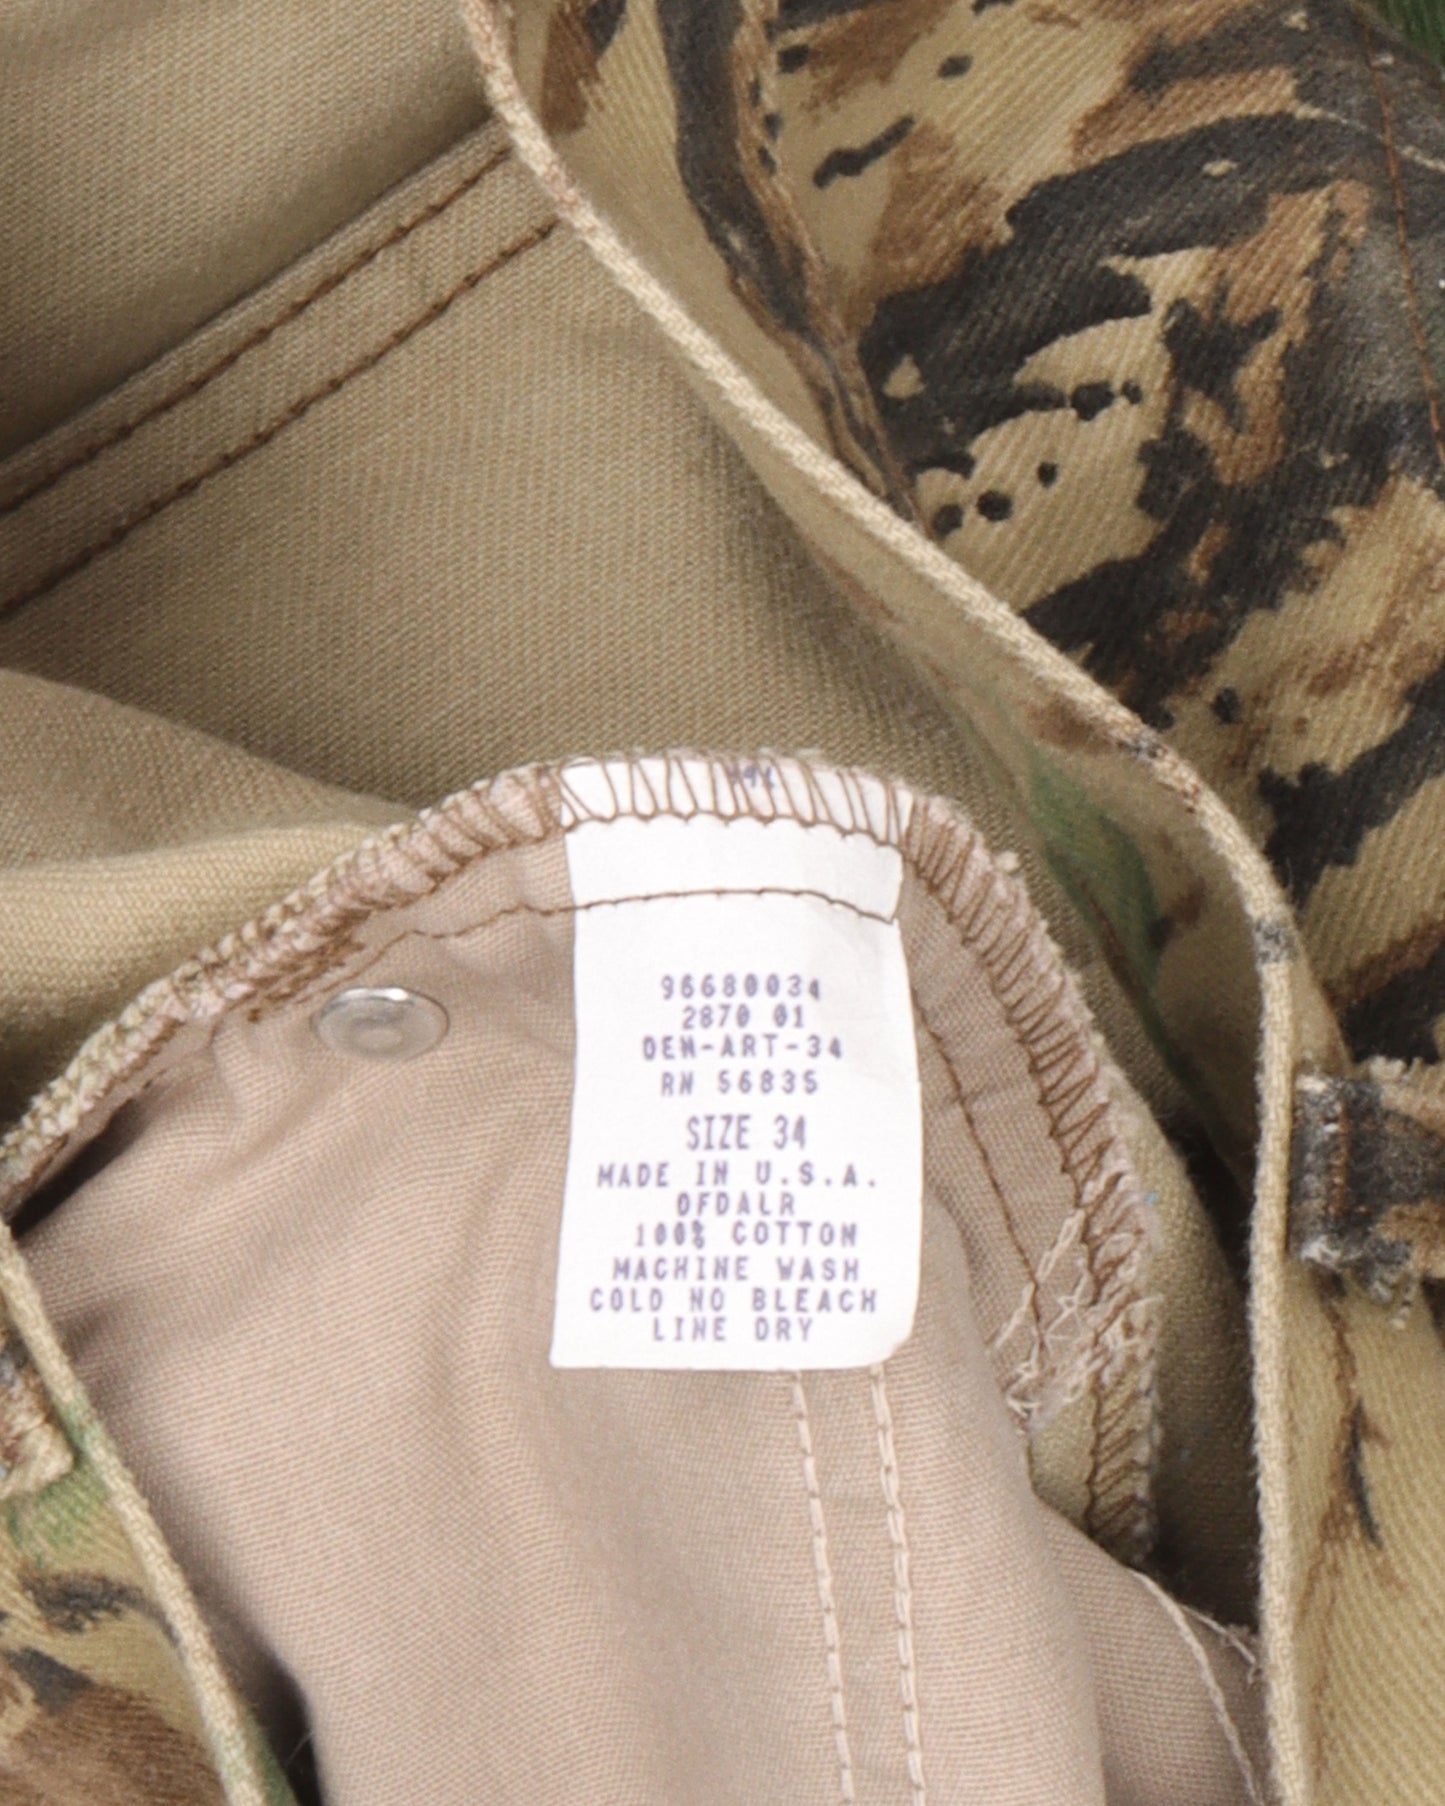 96680034
2870 01
DEN-ART-34
RN 56835
SIZE 34
MADE IN U.S.A.
OFDALR
100% COTTON
MACHINE WASH
COLD NO BLEACH
LINE DRY